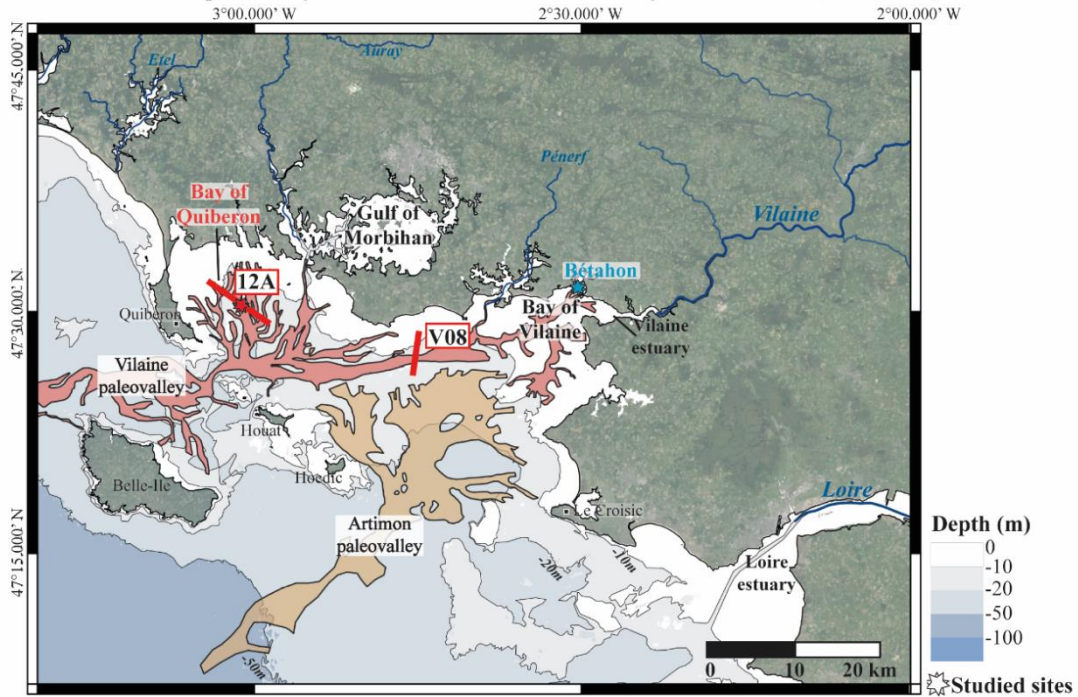 3°00.000' W
2°30.000' W
2°00.000' W
47°45.000' N
47°30.000' N
47°15.000' N
Etel
Auray
Pénerf
Vilaine
Bay of
Quiberon
Gulf of
Morbihan
12A
Bétahon
Quiberon
Bay of
Vilaine
Vilaine
estuary
V08
Vilaine
paleovalley
Houat
Hoedic
Belle-Ile
Le Croisic
Loire
Artimon
paleovalley
-10m
-20m
-50m
Loire
estuary
0 10 20 km
Depth (m)
0
-10
-20
-50
-100
Studied sites